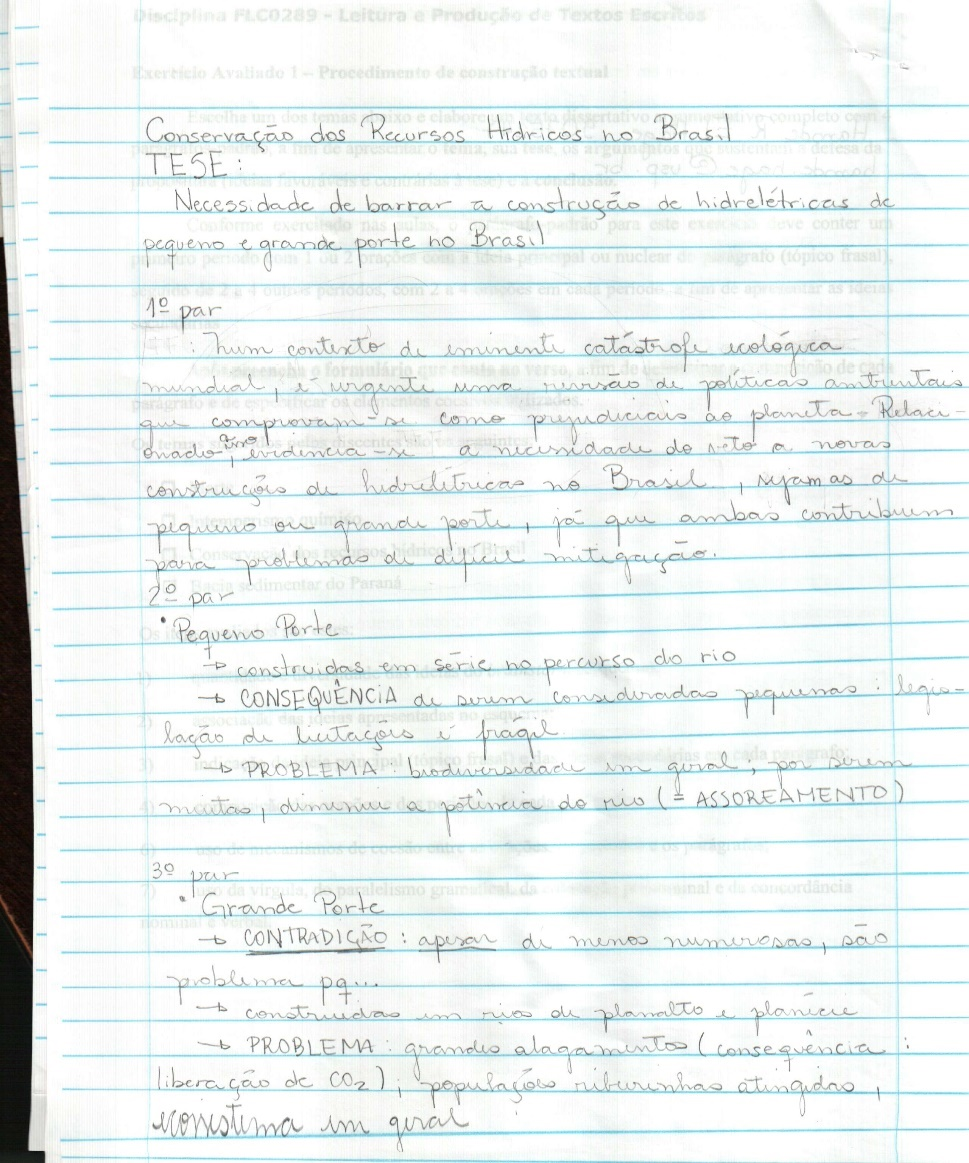 Disciplina FLC0289 - Leitura e Produção de Textos Escritos
Exercício Avaliado 1 – Procedimento de construção textual
Conservação dos Recursos Hídricos no Brasil
TESE:
Necessidade de barrar a construção de hidrelétricas de
pequeno e grande porte no Brasil
1º par
: num contexto de eminente catástrofe ecológica
mundial, é urgente uma revisão de políticas ambientais
que comprovam-se como prejudiciais ao planeta. Relaci-
onado a isso, evidencia-se a necessidade do veto a novas
construções de hidrelétricas no Brasil, sejam as de
pequeno ou grande porte, já que ambas contribuem
para problemas de difícil mitigação.
2º par
• Pequeno Porte
→ construidas em série no percurso do rio
→ CONSEQUÊNCIA de serem consideradas pequenas : legis-
lação de licitações é frágil
→ PROBLEMA : biodiversidade em geral; por serem
muitas, diminui a potência do rio (= ASSOREAMENTO)
3º par
• Grande Porte
→ CONTRADIÇÃO : apesar de menos numerosas, são
problema pq...
→ construídas em rios de planalto e planície
→ PROBLEMA : grandes alagamentos (consequência :
liberação de CO₂); populações ribeirinhas atingidas,
ecossistema em geral